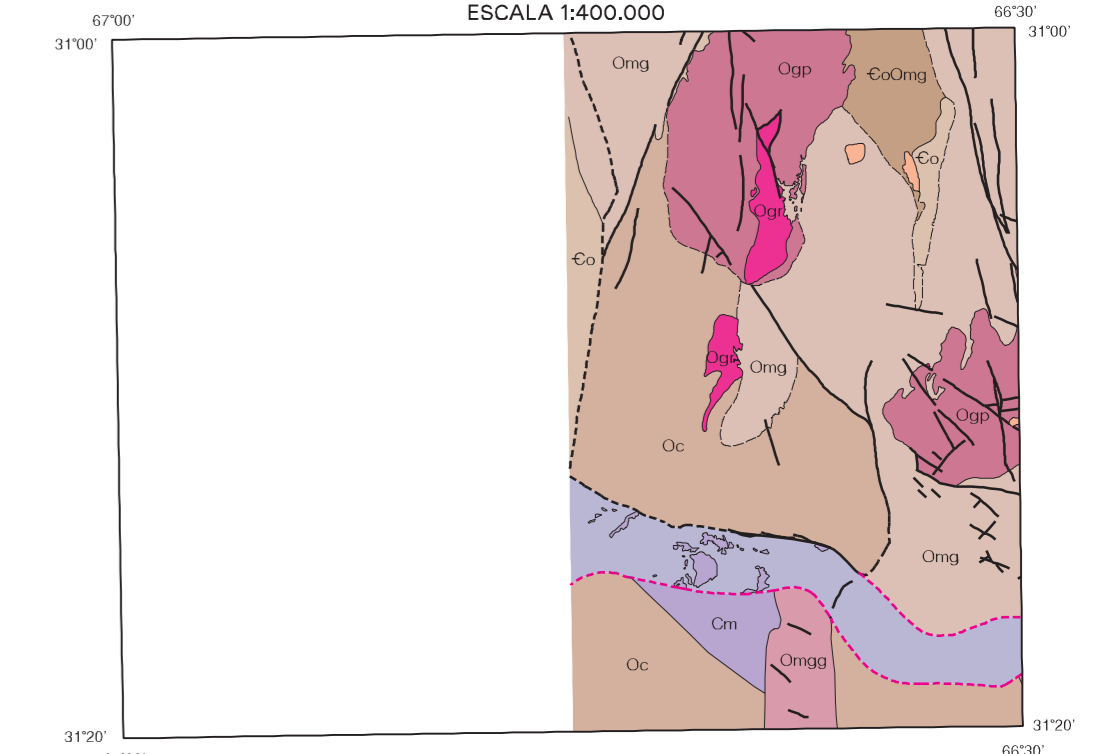 ESCALA 1:400.000
67°00'
66°30'
31°00'
31°00'
Omg
Ogp
ЄoOmg
Єo
Ogr
Єo
Ogr
Omg
Ogp
Oc
Omg
Cm
Oc
Omgg
31°20'
31°20'
66°30'